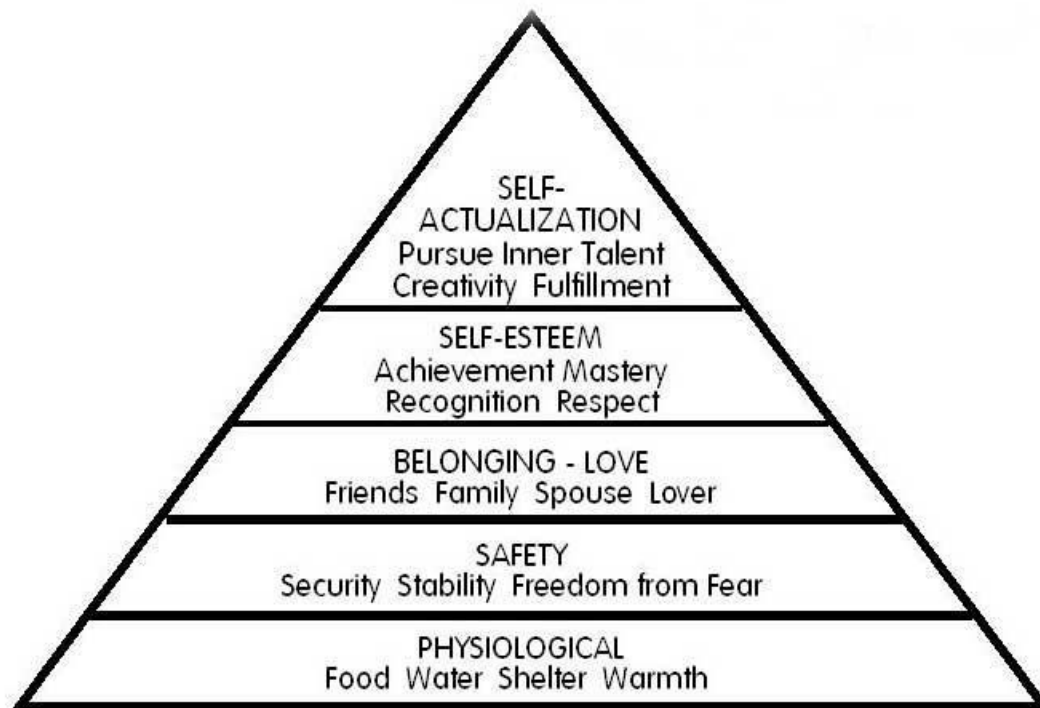 SELF-
ACTUALIZATION
Pursue Inner Talent
Creativity Fulfillment
SELF-ESTEEM
Achievement Mastery
Recognition Respect
BELONGING - LOVE
Friends Family Spouse Lover
SAFETY
Security Stability Freedom from Fear
PHYSIOLOGICAL
Food Water Shelter Warmth